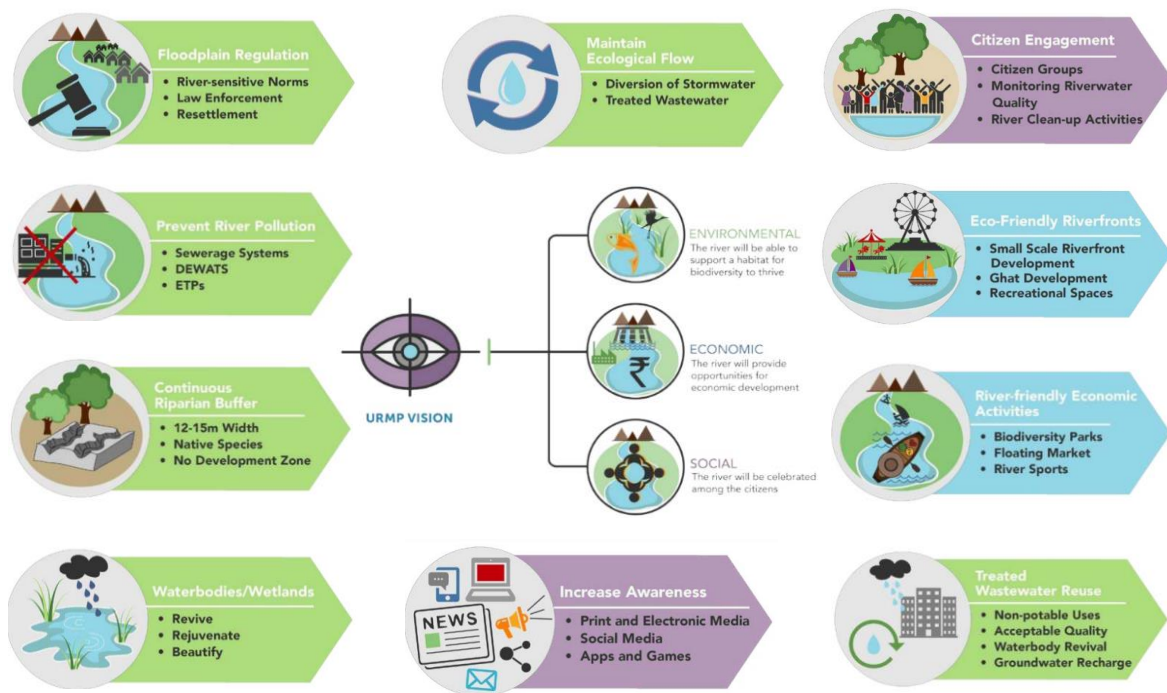 Floodplain Regulation
• River-sensitive Norms
• Law Enforcement
• Resettlement
Maintain
Ecological Flow
• Diversion of Stormwater
• Treated Wastewater
Citizen Engagement
• Citizen Groups
• Monitoring Riverwater
Quality
• River Clean-up Activities
Prevent River Pollution
• Sewerage Systems
• DEWATS
• ETPs
ENVIRONMENTAL
The river will be able to
support a habitat for
biodiversity to thrive
Eco-Friendly Riverfronts
• Small Scale Riverfront
Development
• Ghat Development
• Recreational Spaces
URMP VISION
₹
ECONOMIC
The river will provide
opportunities for
economic development
Continuous
Riparian Buffer
• 12-15m Width
• Native Species
• No Development Zone
SOCIAL
The river will be celebrated
among the citizens
River-friendly Economic
Activities
• Biodiversity Parks
• Floating Market
• River Sports
Waterbodies/Wetlands
• Revive
• Rejuvenate
• Beautify
NEWS
Increase Awareness
• Print and Electronic Media
• Social Media
• Apps and Games
Treated
Wastewater Reuse
• Non-potable Uses
• Acceptable Quality
• Waterbody Revival
• Groundwater Recharge